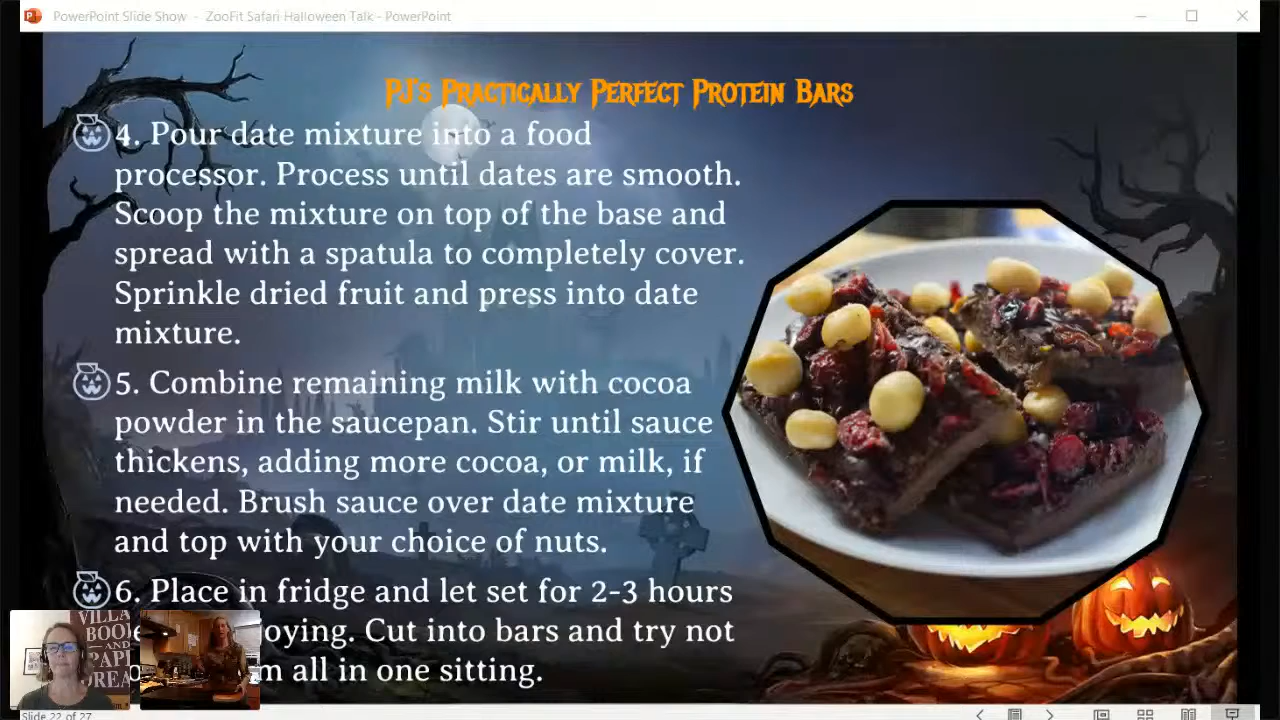 PowerPoint Slide Show - ZooFit Safari Halloween Talk - PowerPoint
PJ's Practically Perfect Protein Bars
4. Pour date mixture into a food
processor. Process until dates are smooth.
Scoop the mixture on top of the base and
spread with a spatula to completely cover.
Sprinkle dried fruit and press into date
mixture.
5. Combine remaining milk with cocoa
powder in the saucepan. Stir until sauce
thickens, adding more cocoa, or milk, if
needed. Brush sauce over date mixture
and top with your choice of nuts.
6. Place in fridge and let set for 2-3 hours
joying. Cut into bars and try not
m all in one sitting.
VILLA
BOO
AND
Slide 22 of 27